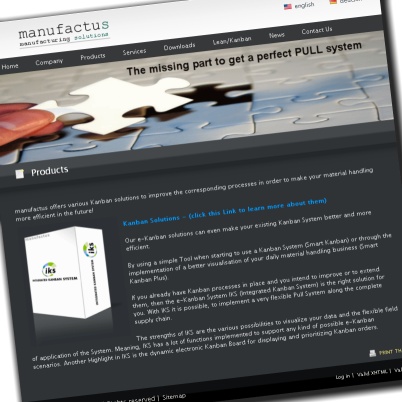 english
manufactus
manufacturing solutions
Home Company Products Services Downloads Lean/Kanban News Contact Us
The missing part to get a perfect PULL system
Products
manufactus offers various Kanban solutions to improve the corresponding processes in order to make your material handling
more efficient in the future!
Kanban Solutions -- (click this Link to learn more about them)
Our e-Kanban solutions can even make your existing Kanban System better and more
efficient.
By using a simple Tool when starting to use a Kanban System (Smart Kanban) or through the
implementation of a better visualisation of your daily material handling business (Smart
Kanban Plus).
If you already have Kanban processes in place and you intend to improve or to extend
them, then the e-Kanban System IKS (Integrated Kanban System) is the right solution for
you. With IKS it is possible, to implement a very flexible Pull System along the complete
supply chain.
iks
INTEGRATED KANBAN SYSTEM
iks
The strengths of IKS are the various possibilities to visualize your data and the flexible field
of application of the System. Meaning, IKS has a lot of functions implemented to support any kind of possible e-Kanban
scenarios. Another Highlight in IKS is the dynamic electronic Kanban Board for displaying and prioritizing Kanban orders.
PRINT
Log in | Valid XHTML |
reserved | Sitemap